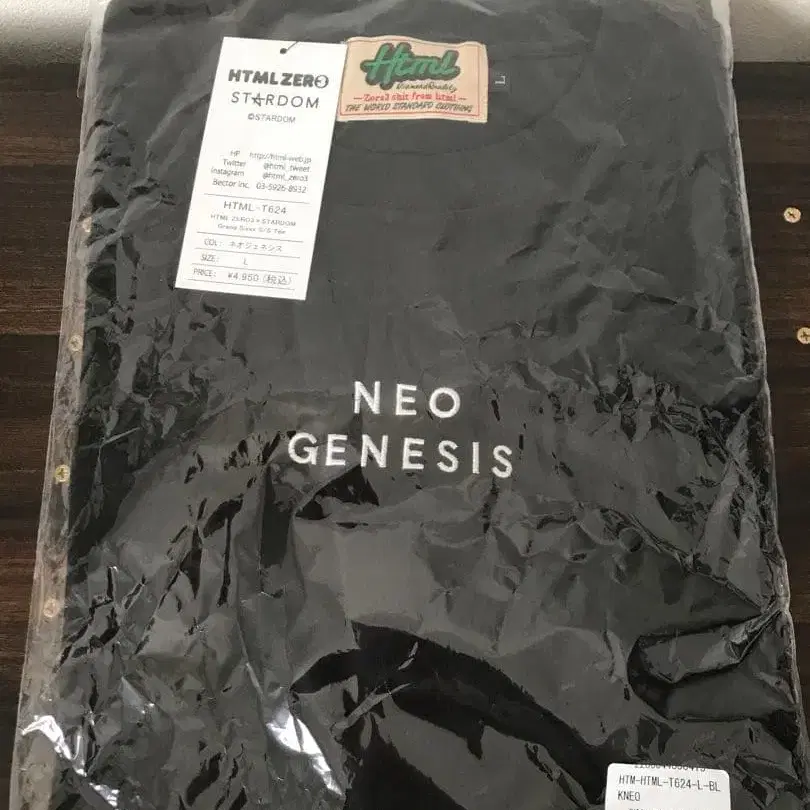 HTML ZERO3
STARDOM
©STARDOM
HP http://html-web.jp
Twitter @html_tweet
Instagram @html_zero3
Bector Inc. 03-5926-8932
HTML-T624
HTML ZERO3 × STARDOM
S/S Tee
COL: ネオジェネシス
SIZE: L
PRICE: ¥4,950 (税込)
Html
—Zero3 shit from html—
THE WORLD STANDARD CLOTHING
L
NEO
GENESIS
HTM-HTML-T624-L-BL
KNEO